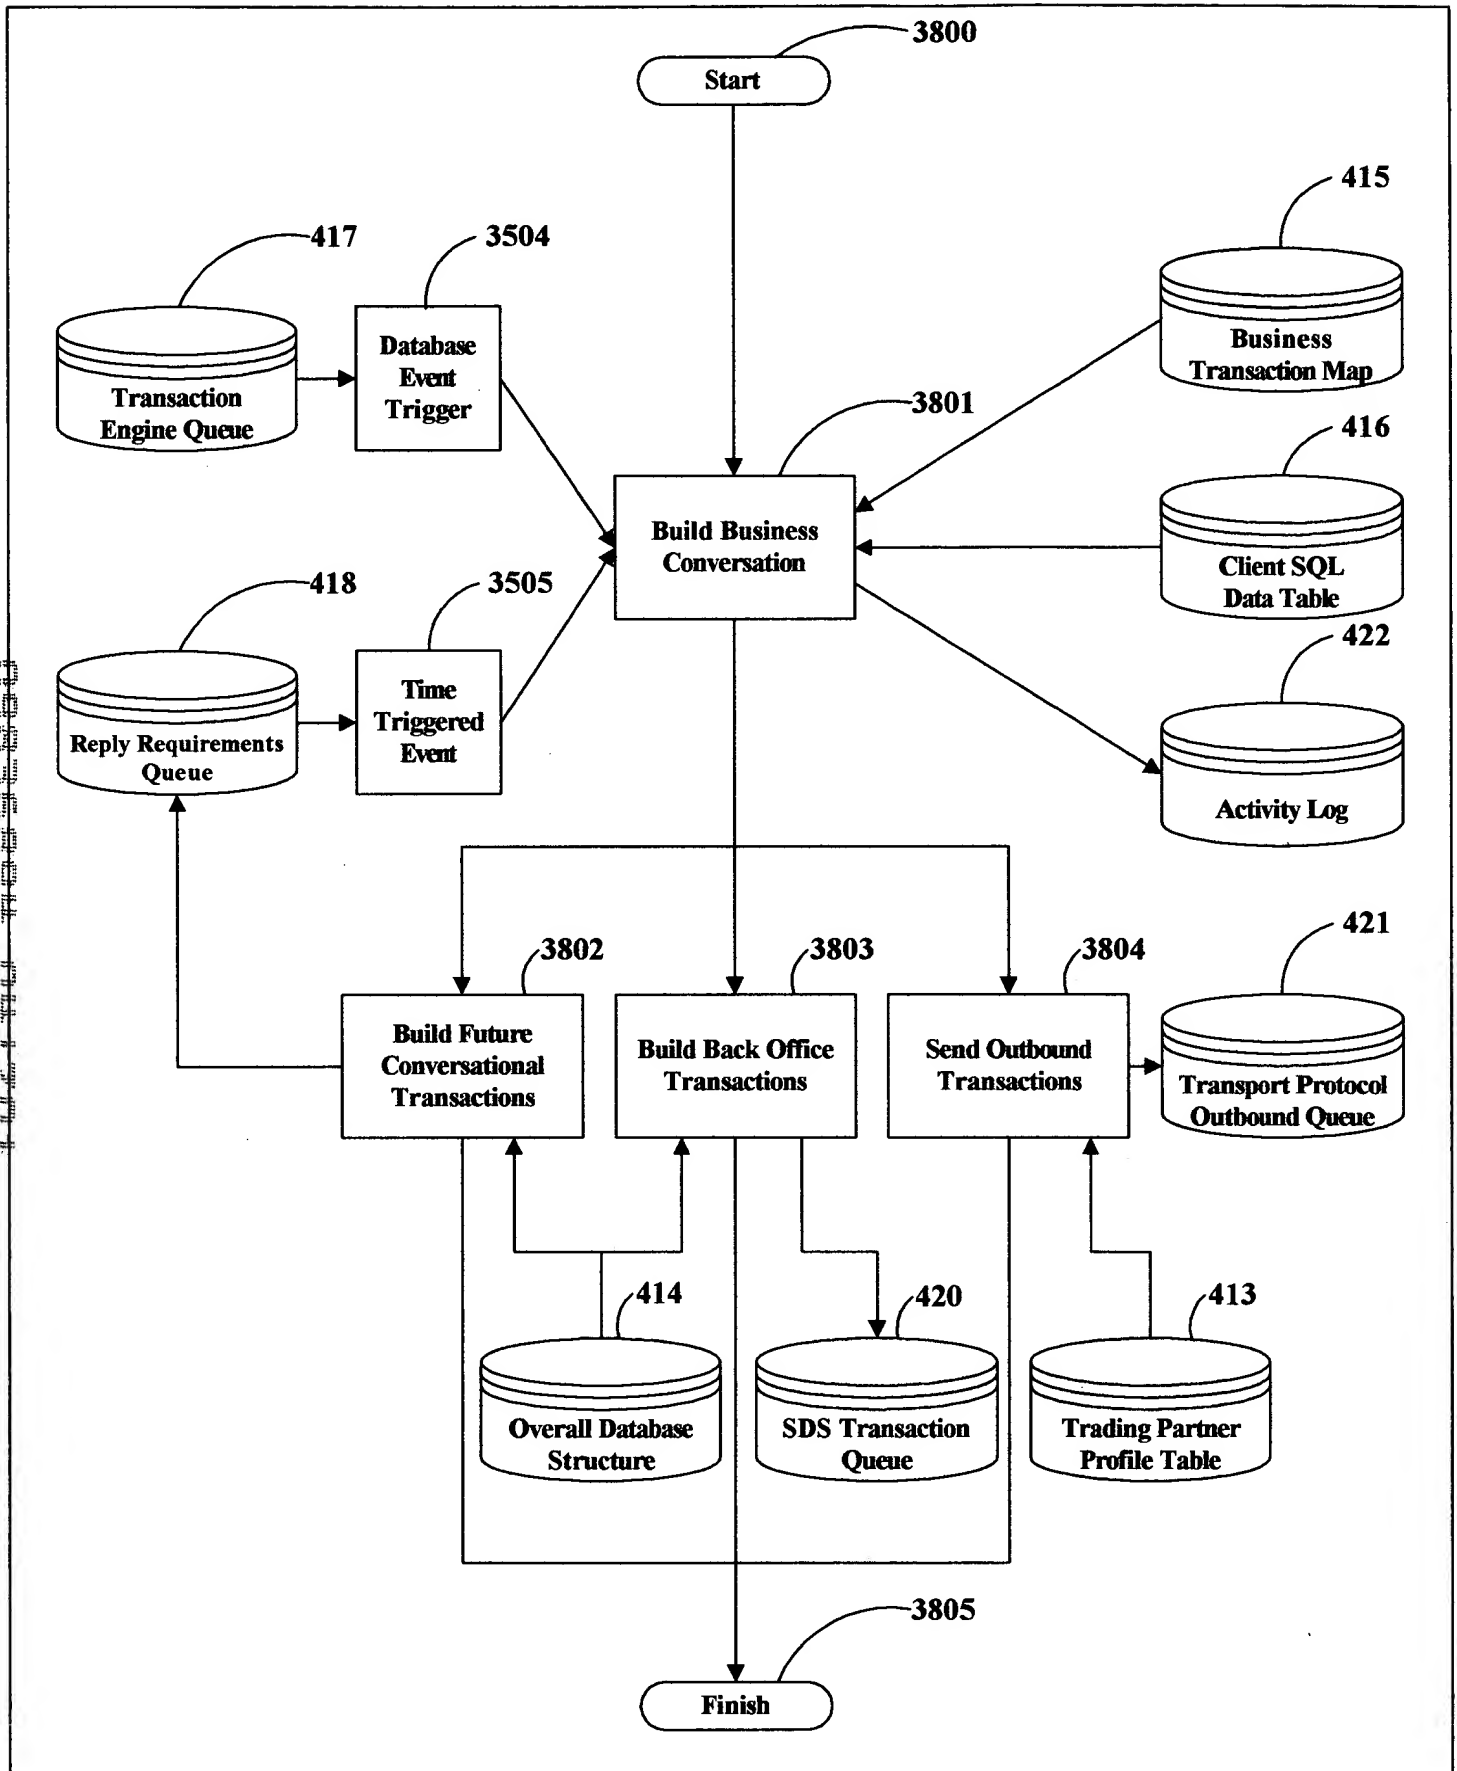 3800
Start
415
417
3504
Business
Transaction Map
Database
Event
Trigger
Transaction
Engine Queue
3801
416
Build Business
Conversation
Client SQL
Data Table
418
3505
422
Time
Triggered
Event
Reply Requirements
Queue
Activity Log
421
3802
3803
3804
Build Future
Conversational
Transactions
Build Back Office
Transactions
Send Outbound
Transactions
Transport Protocol
Outbound Queue
414
420
413
Overall Database
Structure
SDS Transaction
Queue
Trading Partner
Profile Table
3805
Finish